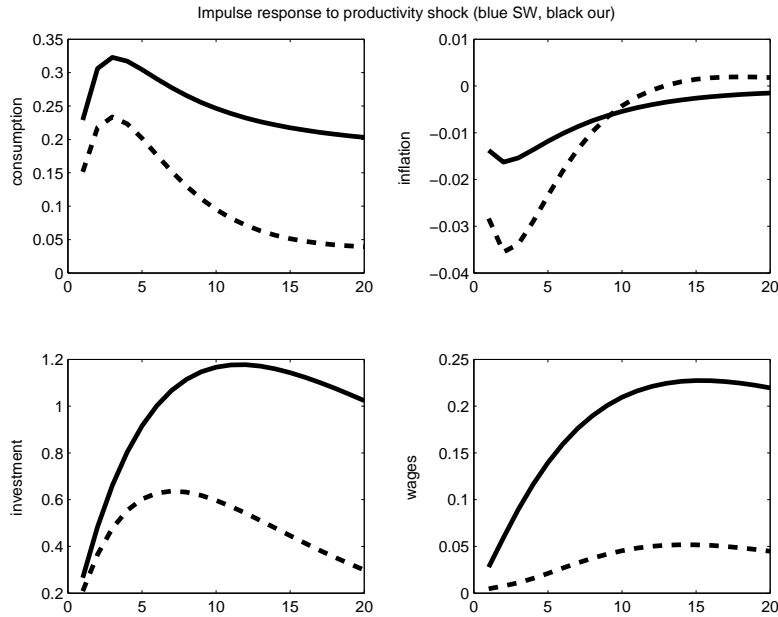 Impulse response to productivity shock (blue SW, black our)
consumption
0.35
0.3
0.25
0.2
0.15
0.1
0.05
0
0 5 10 15 20
inflation
0.01
0
−0.01
−0.02
−0.03
−0.04
0 5 10 15 20
investment
1.2
1
0.8
0.6
0.4
0.2
0 5 10 15 20
wages
0.25
0.2
0.15
0.1
0.05
0
0 5 10 15 20